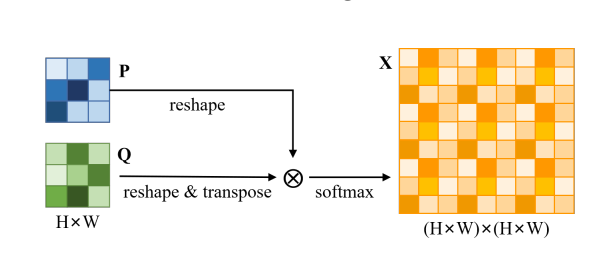 P
reshape
Q
reshape & transpose
⊗
softmax
H×W
X
(H×W)×(H×W)